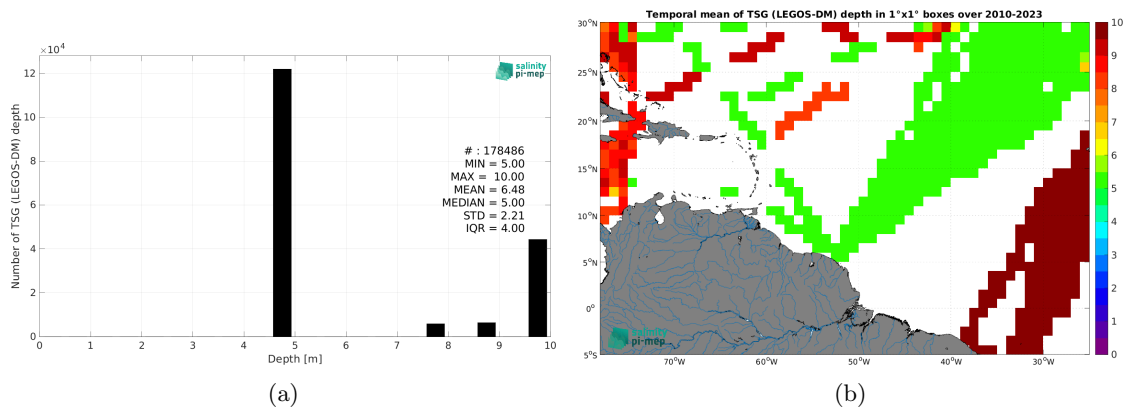 ×10⁴
12
10
8
6
4
2
0
Number of TSG (LEGOS-DM) depth
salinity
pi-mep
# : 178486
MIN = 5.00
MAX = 10.00
MEAN = 6.48
MEDIAN = 5.00
STD = 2.21
IQR = 4.00
0 1 2 3 4 5 6 7 8 9 10
Depth [m]
(a)
Temporal mean of TSG (LEGOS-DM) depth in 1°x1° boxes over 2010-2023
30°N
25°N
20°N
15°N
10°N
5°N
0°
5°S
70°W 60°W 50°W 40°W 30°W
salinity
pi-mep
10
9
8
7
6
5
4
3
2
1
0
(b)